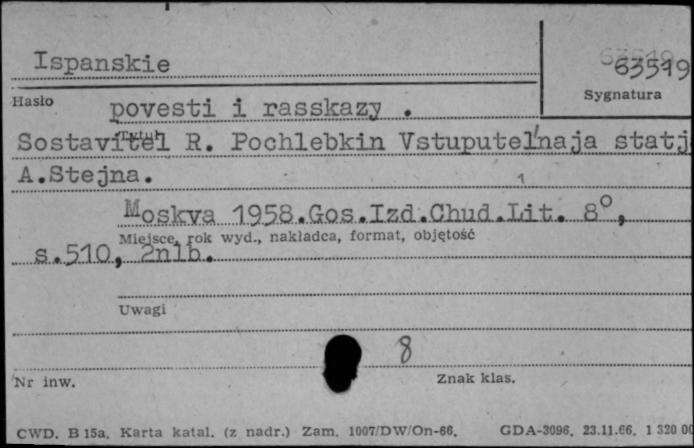 Ispanskie
63519
Hasło
povesti i rasskazy .
Sygnatura
Sostavitel R. Pochlebkin Vstuputelnaja statj
A.Stejna.
Moskva 1958.Gos.Izd.Chud.Lit. 8°,
Miejsce, rok wyd., nakładca, format, objętość
s.510, 2nlb.
Uwagi
8
Nr inw.
Znak klas.
CWD. B 15a. Karta katal. (z nadr.) Zam. 1007/DW/On-66. GDA-3096. 23.11.66. 1 320 00